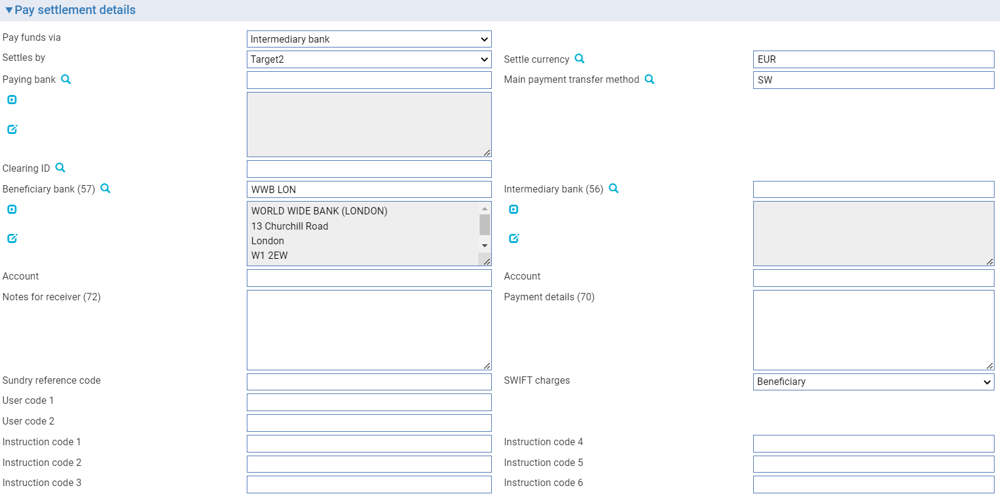 Pay settlement details
Pay funds via
Intermediary bank
Settles by
Target2
Settle currency
EUR
Paying bank
Main payment transfer method
SW
Clearing ID
Beneficiary bank (57)
WWB LON
Intermediary bank (56)
WORLD WIDE BANK (LONDON)
13 Churchill Road
London
W1 2EW
Account
Account
Notes for receiver (72)
Payment details (70)
Sundry reference code
SWIFT charges
Beneficiary
User code 1
User code 2
Instruction code 1
Instruction code 4
Instruction code 2
Instruction code 5
Instruction code 3
Instruction code 6